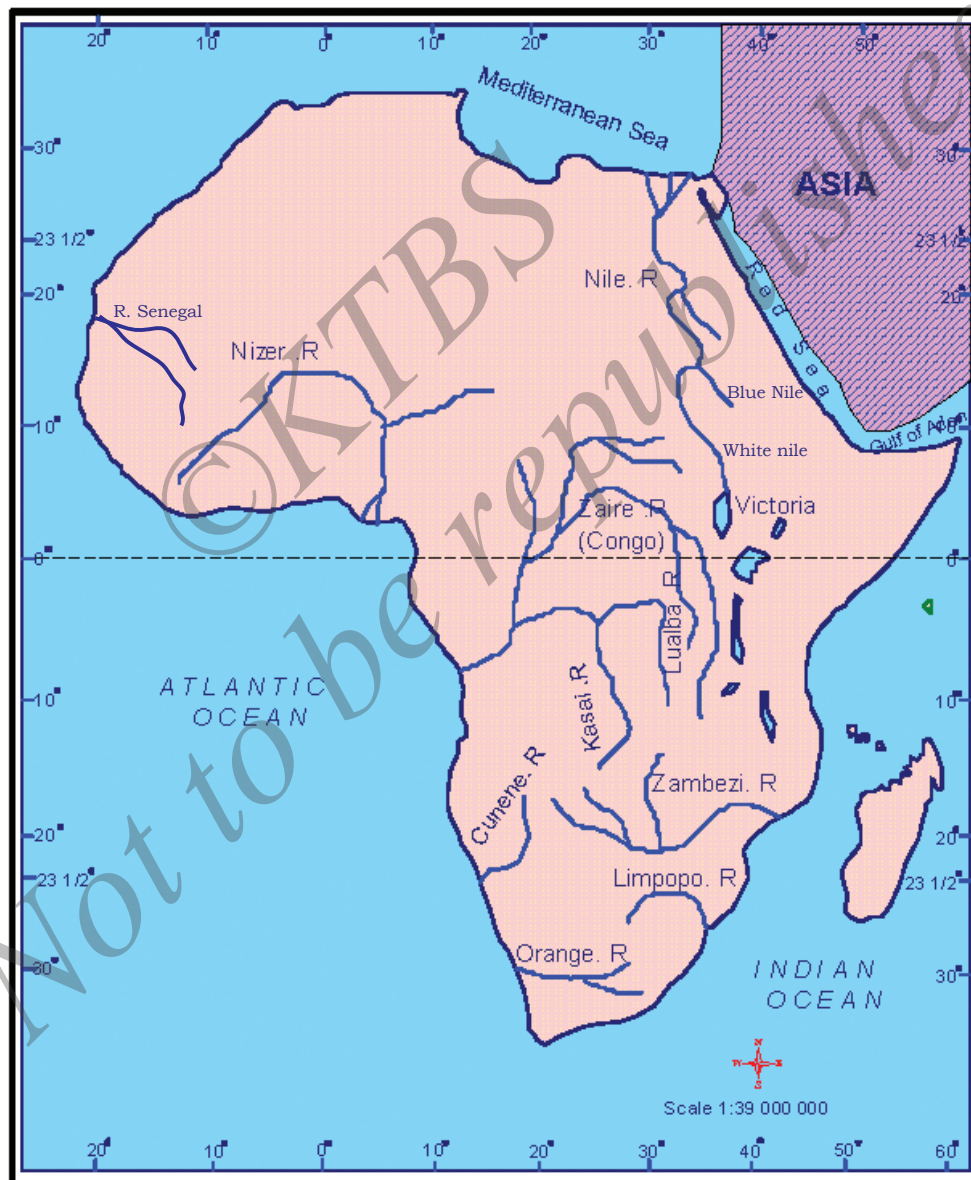 20° 10° 0° 10° 20° 30° 40° 50°
Mediterranean Sea
30° 30°
ASIA
23 1/2° 23 1/2°
Nile. R
Red Sea
20° 20°
R. Senegal
Nizer .R
Blue Nile
10° 10°
Gulf of Aden
White nile
Victoria
Zaire .R
(Congo)
0° 0°
Lualba R
ATLANTIC
OCEAN
10° 10°
Kasai .R
Cunene. R
Zambezi. R
20° 20°
23 1/2° 23 1/2°
Limpopo. R
Orange. R
30° 30°
INDIAN
OCEAN
N
W E
S
Scale 1:39 000 000
20° 10° 0° 10° 20° 30° 40° 50° 60°
©KTBS
Not to be republished